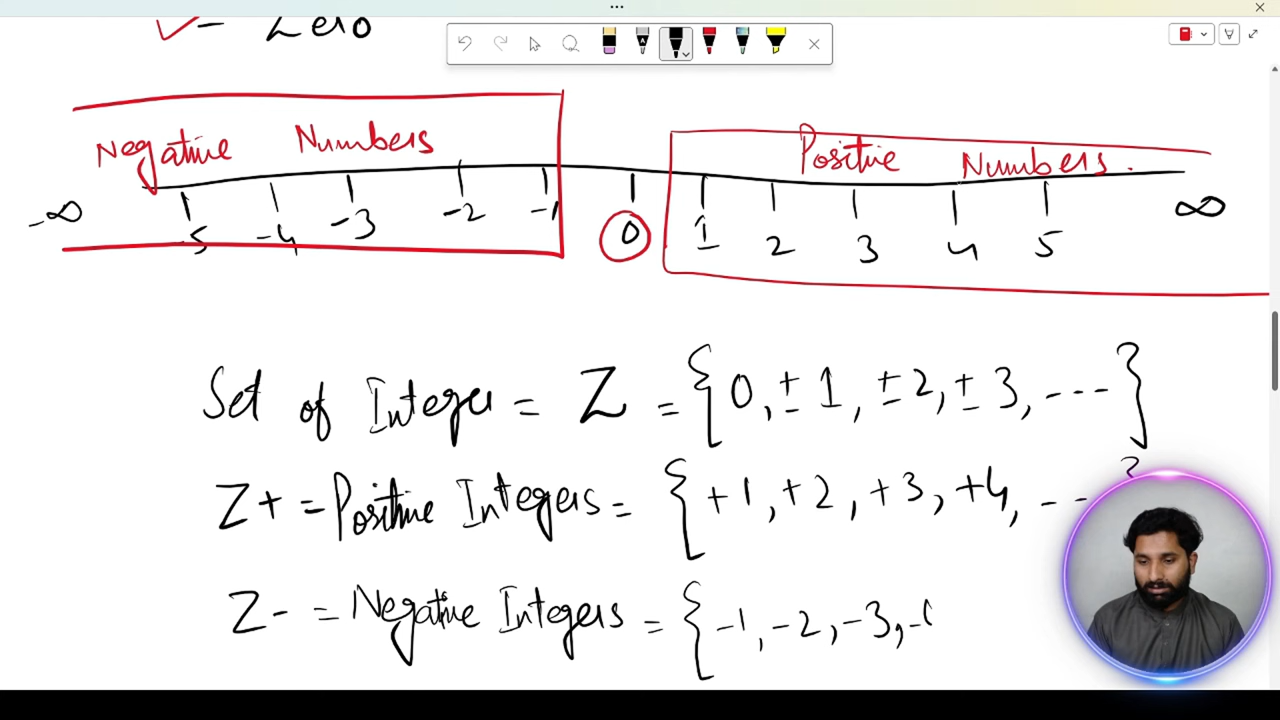 Zero
Negative Numbers Positive Numbers.
-∞ -5 -4 -3 -2 -1 0 1 2 3 4 5 ∞
Set of Integer = Z = {0, ± 1, ± 2, ± 3, ---}
Z+ = Positive Integers = {+1, +2, +3, +4, ---}
Z- = Negative Integers = {-1, -2, -3, -